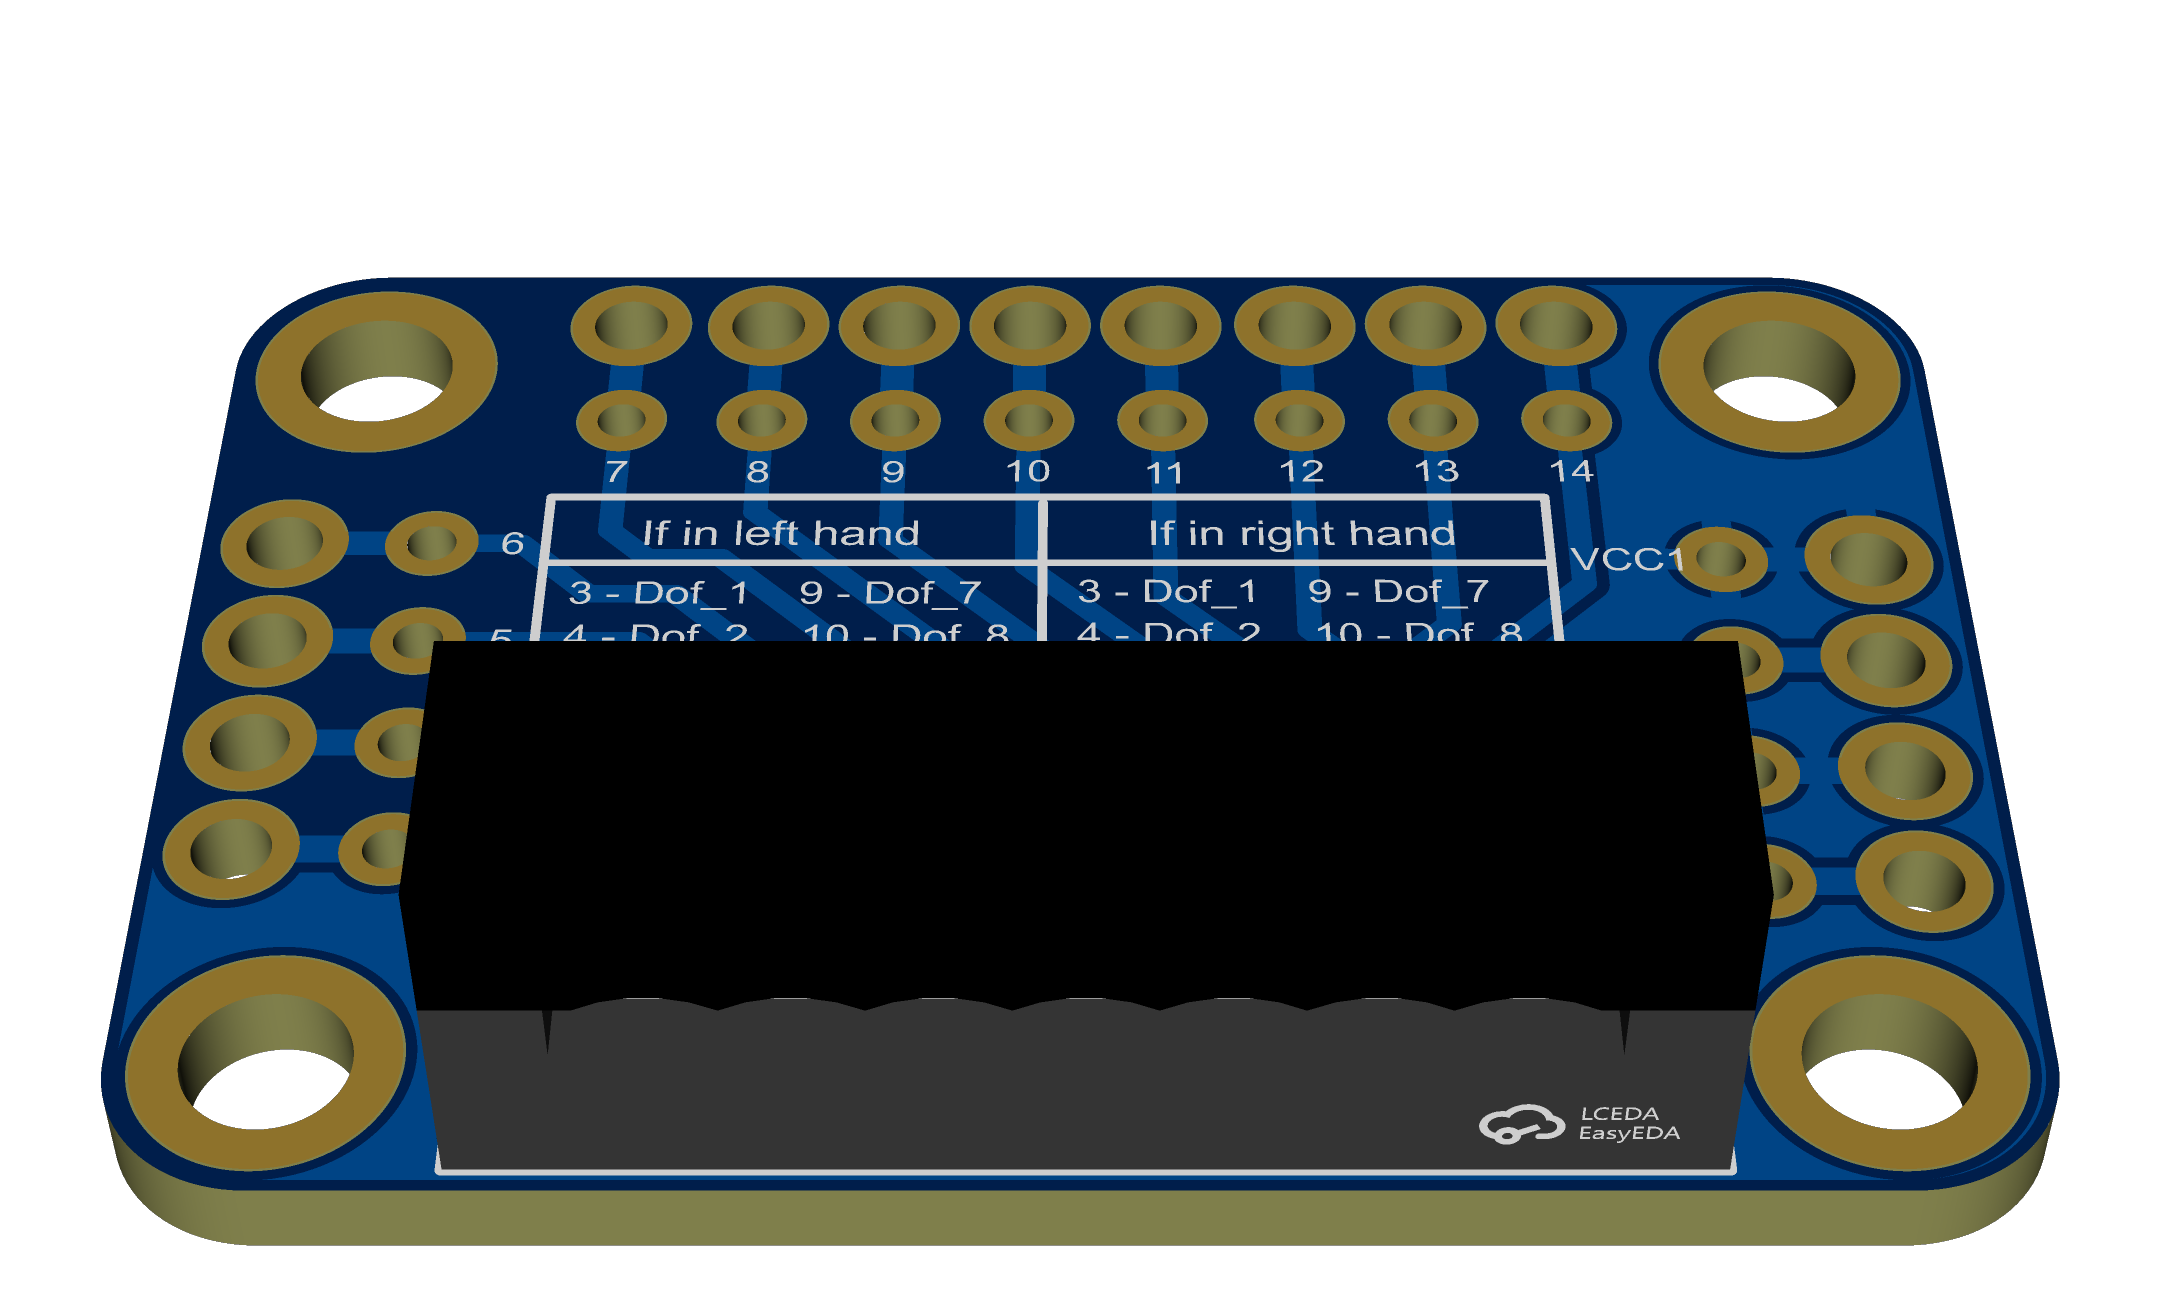 7 8 9 10 11 12 13 14
6
If in left hand If in right hand
VCC1
3 - Dof_1 9 - Dof_7 3 - Dof_1 9 - Dof_7
5 4 - Dof_2 10 - Dof_8 4 - Dof_2 10 - Dof_8
LCEDA
EasyEDA